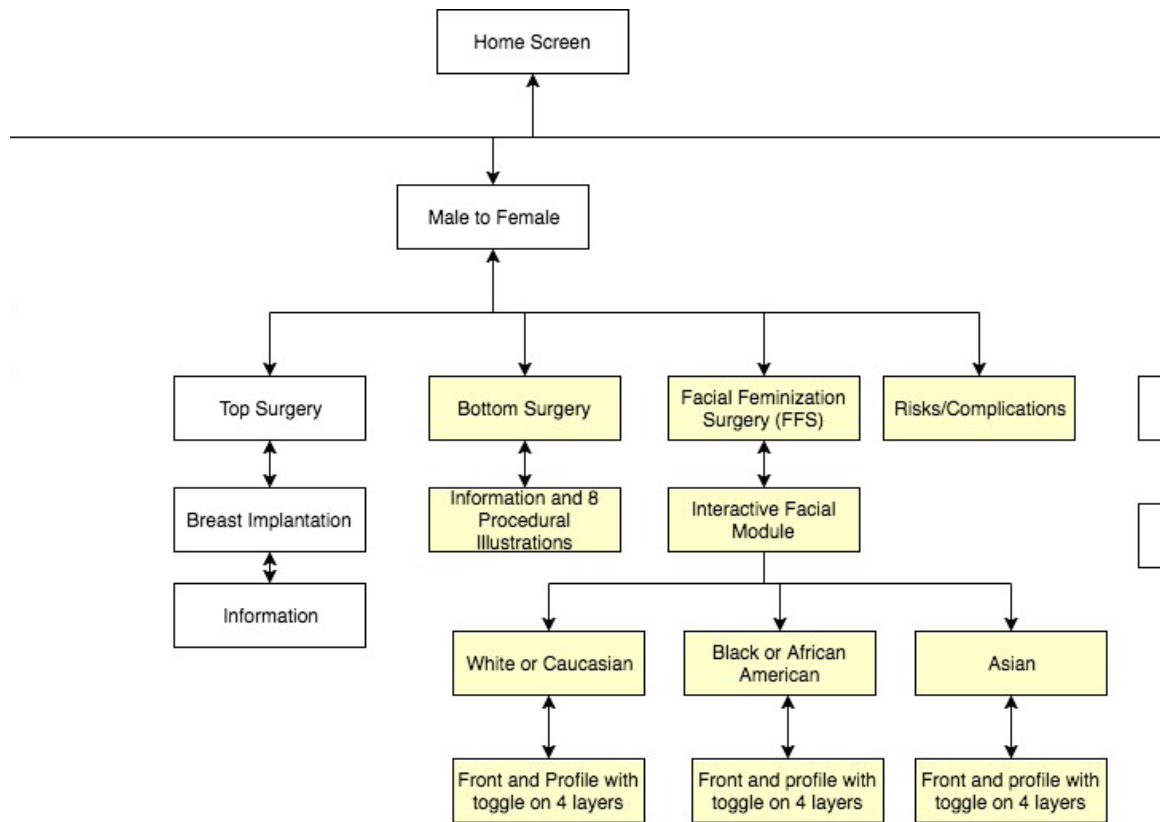 Home Screen
Male to Female
Top Surgery
Bottom Surgery
Facial Feminization
Surgery (FFS)
Risks/Complications
Breast Implantation
Information and 8
Procedural
Illustrations
Interactive Facial
Module
Information
White or Caucasian
Black or African
American
Asian
Front and Profile with
toggle on 4 layers
Front and profile with
toggle on 4 layers
Front and profile with
toggle on 4 layers